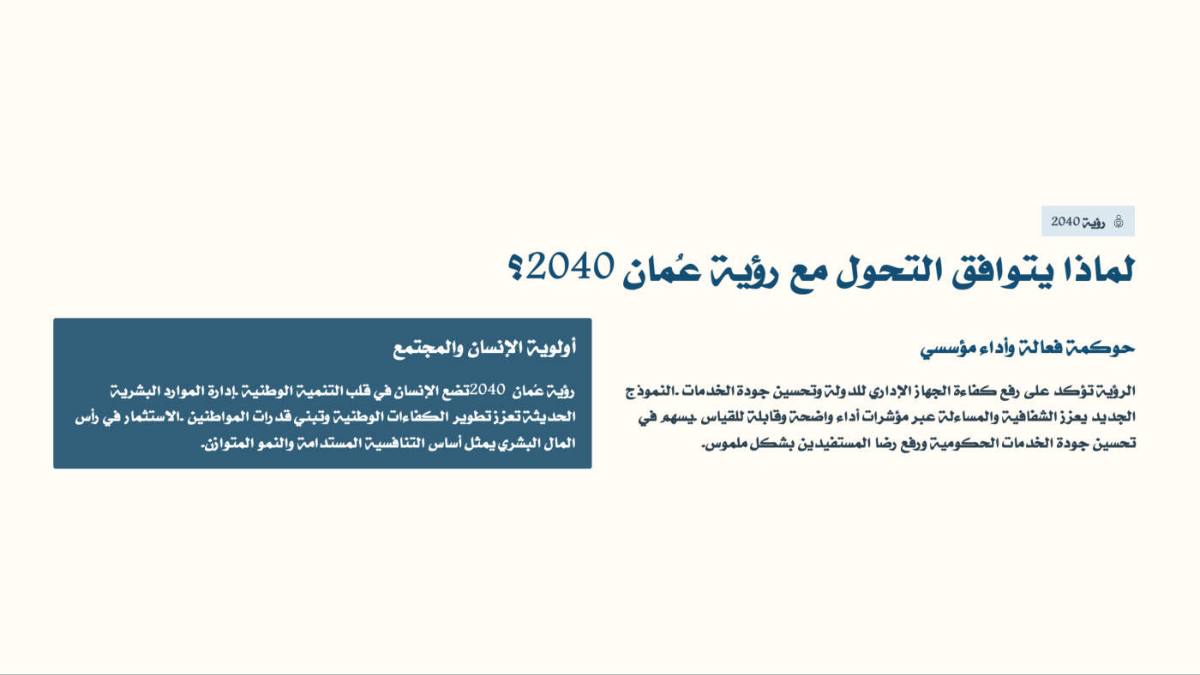 رؤية 2040
لماذا يتوافق التحول مع رؤية عُمان 2040؟
حوكمة فعالة وأداء مؤسسي
الرؤية تؤكد على رفع كفاءة الجهاز الإداري للدولة وتحسين جودة الخدمات .النموذج
الجديد يعزز الشفافية والمساءلة عبر مؤشرات أداء واضحة وقابلة للقياس .يسهم في
تحسين جودة الخدمات الحكومية ورفع رضا المستفيدين بشكل ملموس.
أولوية الإنسان والمجتمع
رؤية عُمان 2040تضع الإنسان في قلب التنمية الوطنية .إدارة الموارد البشرية
الحديثة تعزز تطوير الكفاءات الوطنية وتبني قدرات المواطنين .الاستثمار في رأس
المال البشري يمثل أساس التنافسية المستدامة والنمو المتوازن.